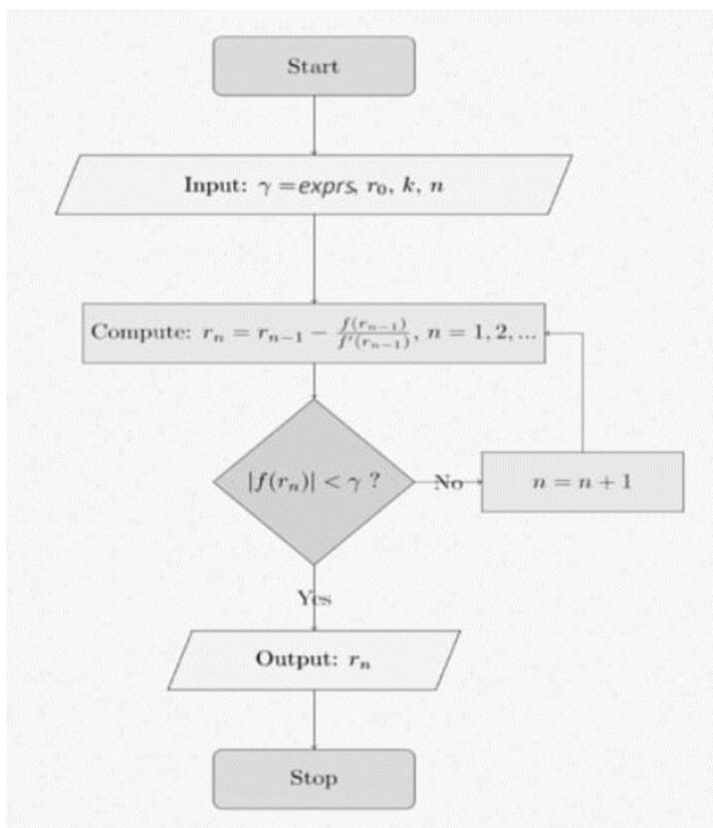 Start
Input: γ =exprs, r₀, k, n
Compute: rₙ = rₙ₋₁ − f(rₙ₋₁)/f′(rₙ₋₁), n = 1, 2, ...
|f(rₙ)| < γ ?
No
n = n + 1
Yes
Output: rₙ
Stop